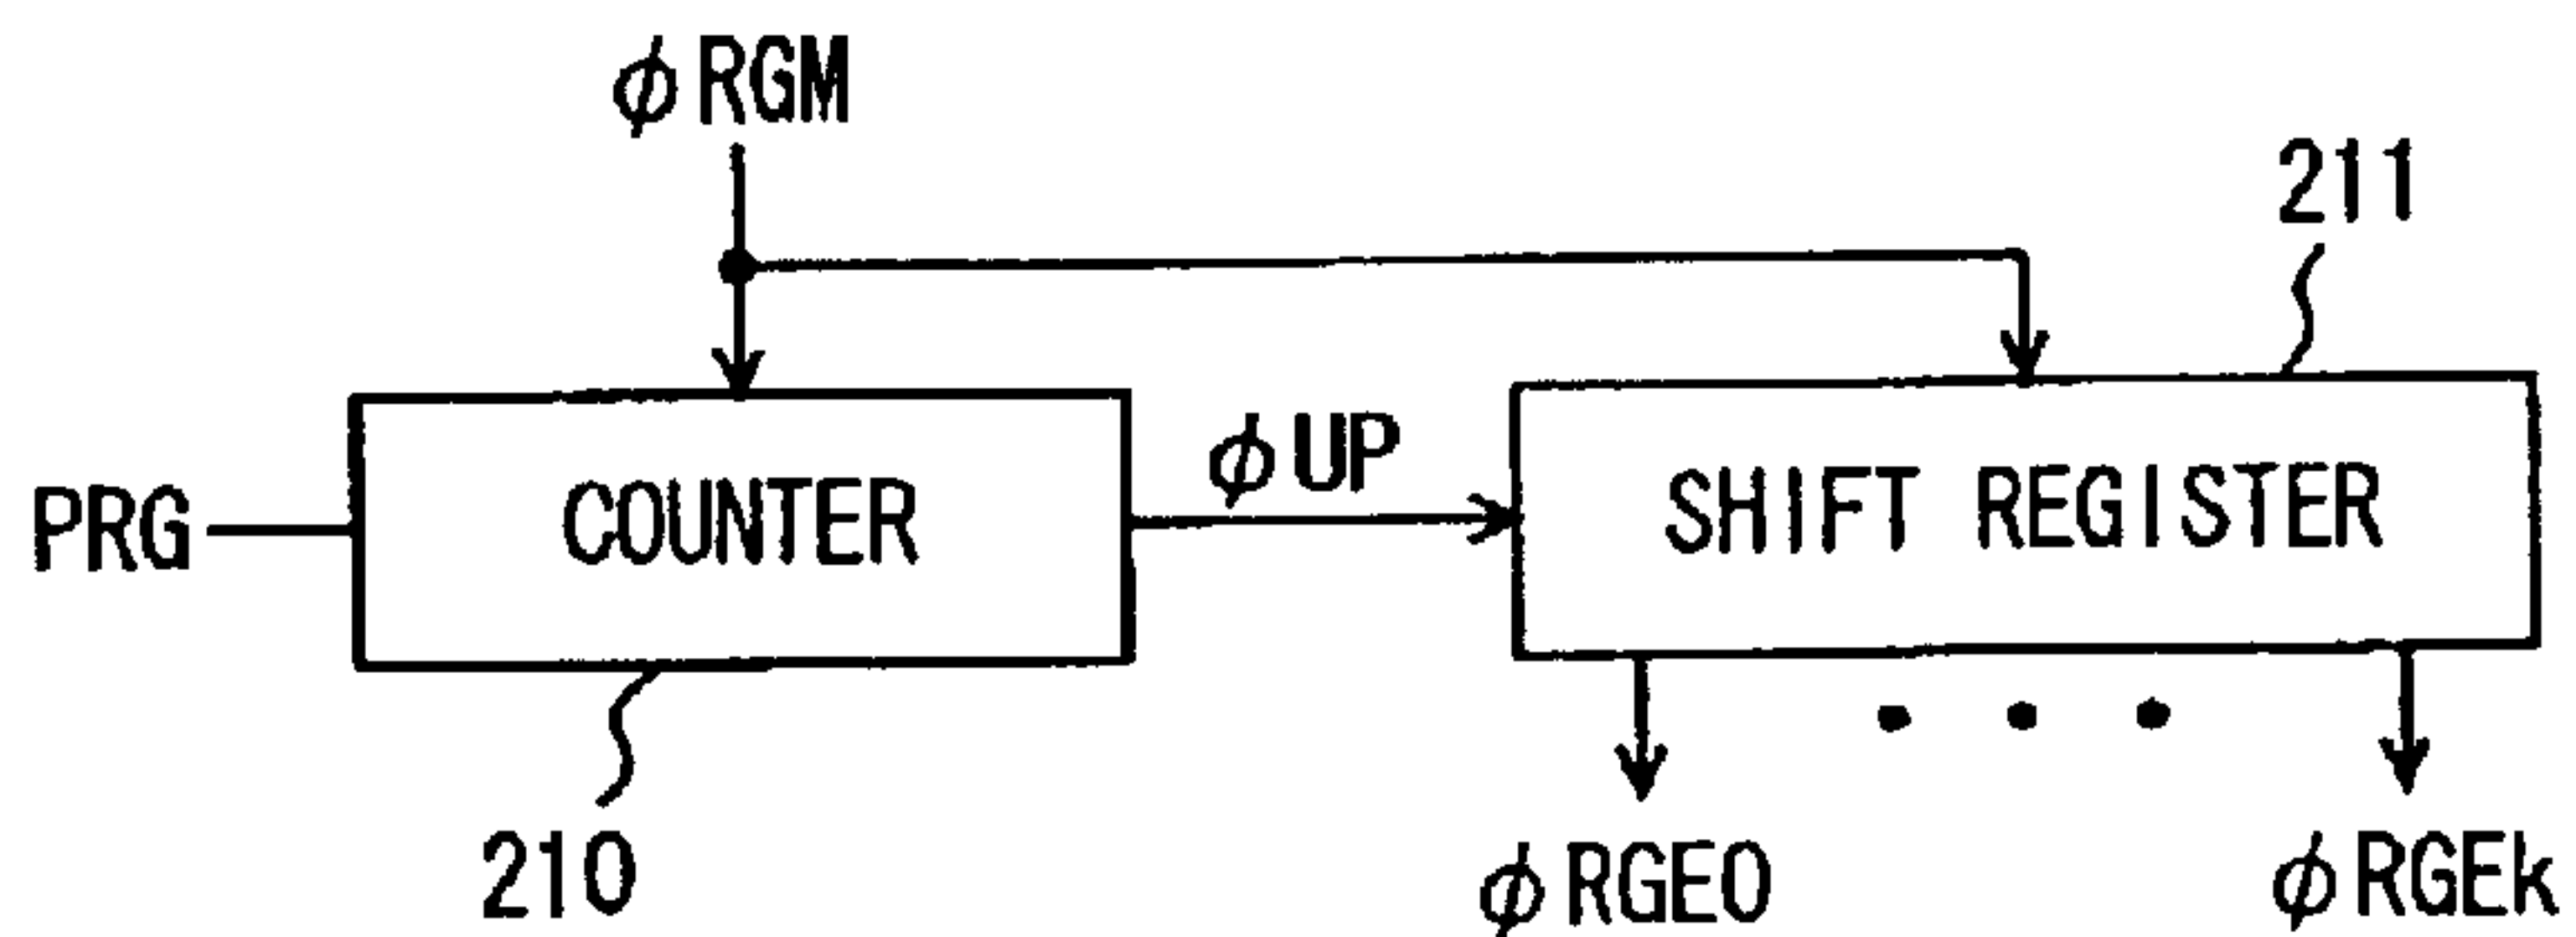 φRGM
211
PRG
COUNTER
φUP
SHIFT REGISTER
210
φRGE0
φRGEk